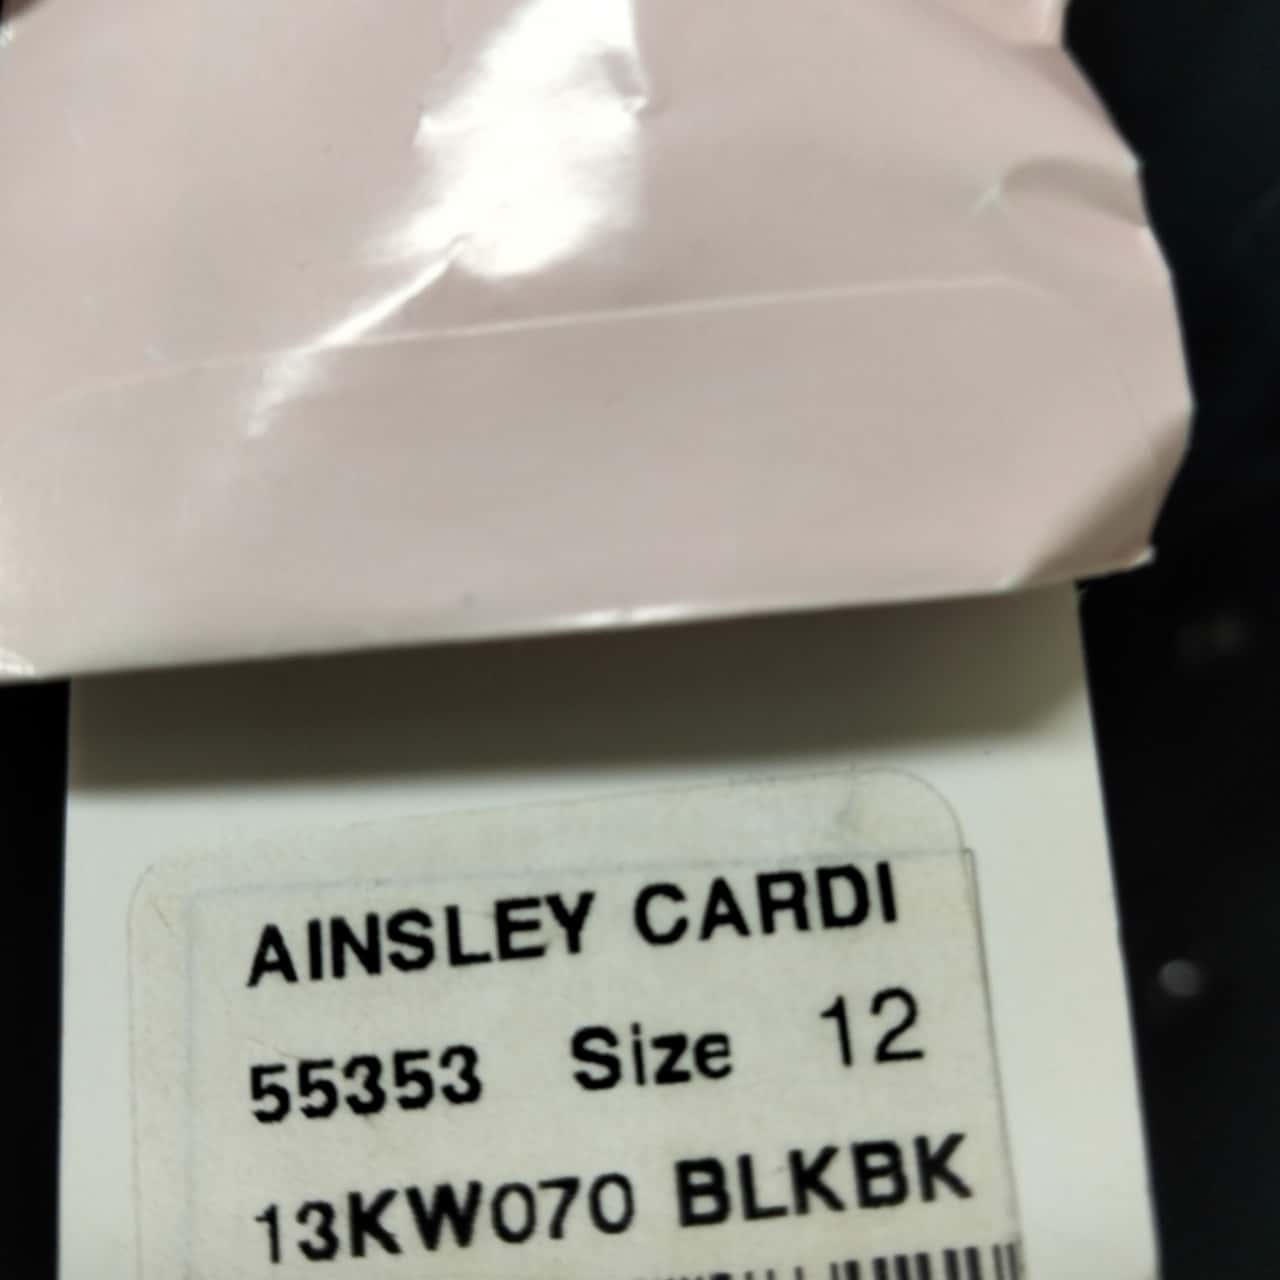 AINSLEY CARDI
55353 Size 12
13KW070 BLKBK